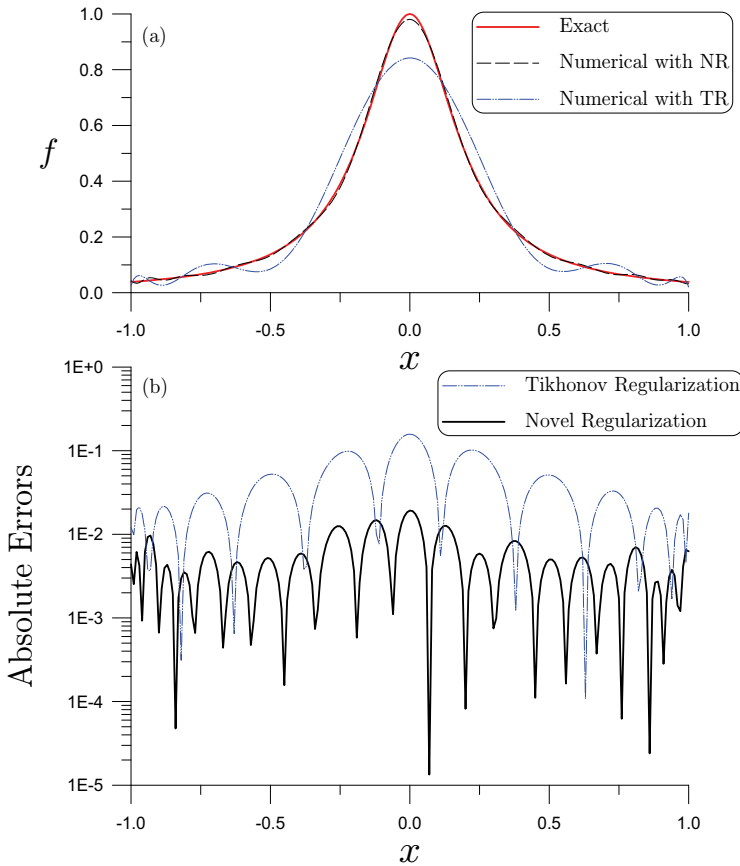 (a)
Exact
Numerical with NR
Numerical with TR
1.0
0.8
0.6
0.4
0.2
0.0
f
-1.0 -0.5 0.0 0.5 1.0
x
(b)
Tikhonov Regularization
Novel Regularization
1E+0
1E-1
1E-2
1E-3
1E-4
1E-5
Absolute Errors
-1.0 -0.5 0.0 0.5 1.0
x